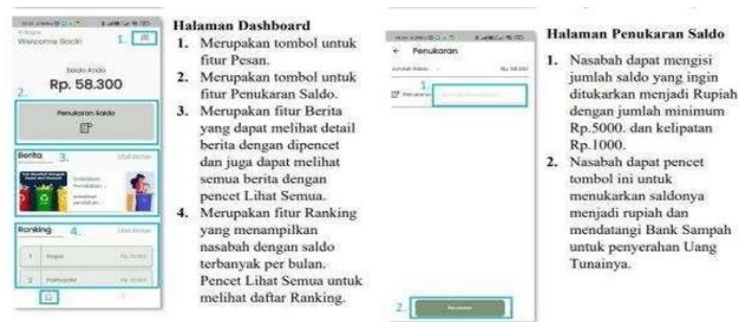 Welcome Back!
1.
Saldo Anda
Rp. 58.300
2.
Penukaran Saldo
Berita 3. Lihat Semua
Ranking 4. Lihat Semua
1
2
Halaman Dashboard
1. Merupakan tombol untuk
fitur Pesan.
2. Merupakan tombol untuk
fitur Penukaran Saldo.
3. Merupakan fitur Berita
yang dapat melihat detail
berita dengan dipencet
dan juga dapat melihat
semua berita dengan
pencet Lihat Semua.
4. Merupakan fitur Ranking
yang menampilkan
nasabah dengan saldo
terbanyak per bulan.
Pencet Lihat Semua untuk
melihat daftar Ranking.
Penukaran
Jumlah Saldo Rp. 58.300
1.
Penukaran
2.
Penukaran
Halaman Penukaran Saldo
1. Nasabah dapat mengisi
jumlah saldo yang ingin
ditukarkan menjadi Rupiah
dengan jumlah minimum
Rp.5000. dan kelipatan
Rp.1000.
2. Nasabah dapat pencet
tombol ini untuk
menukarkan saldonya
menjadi rupiah dan
mendatangi Bank Sampah
untuk penyerahan Uang
Tunainya.